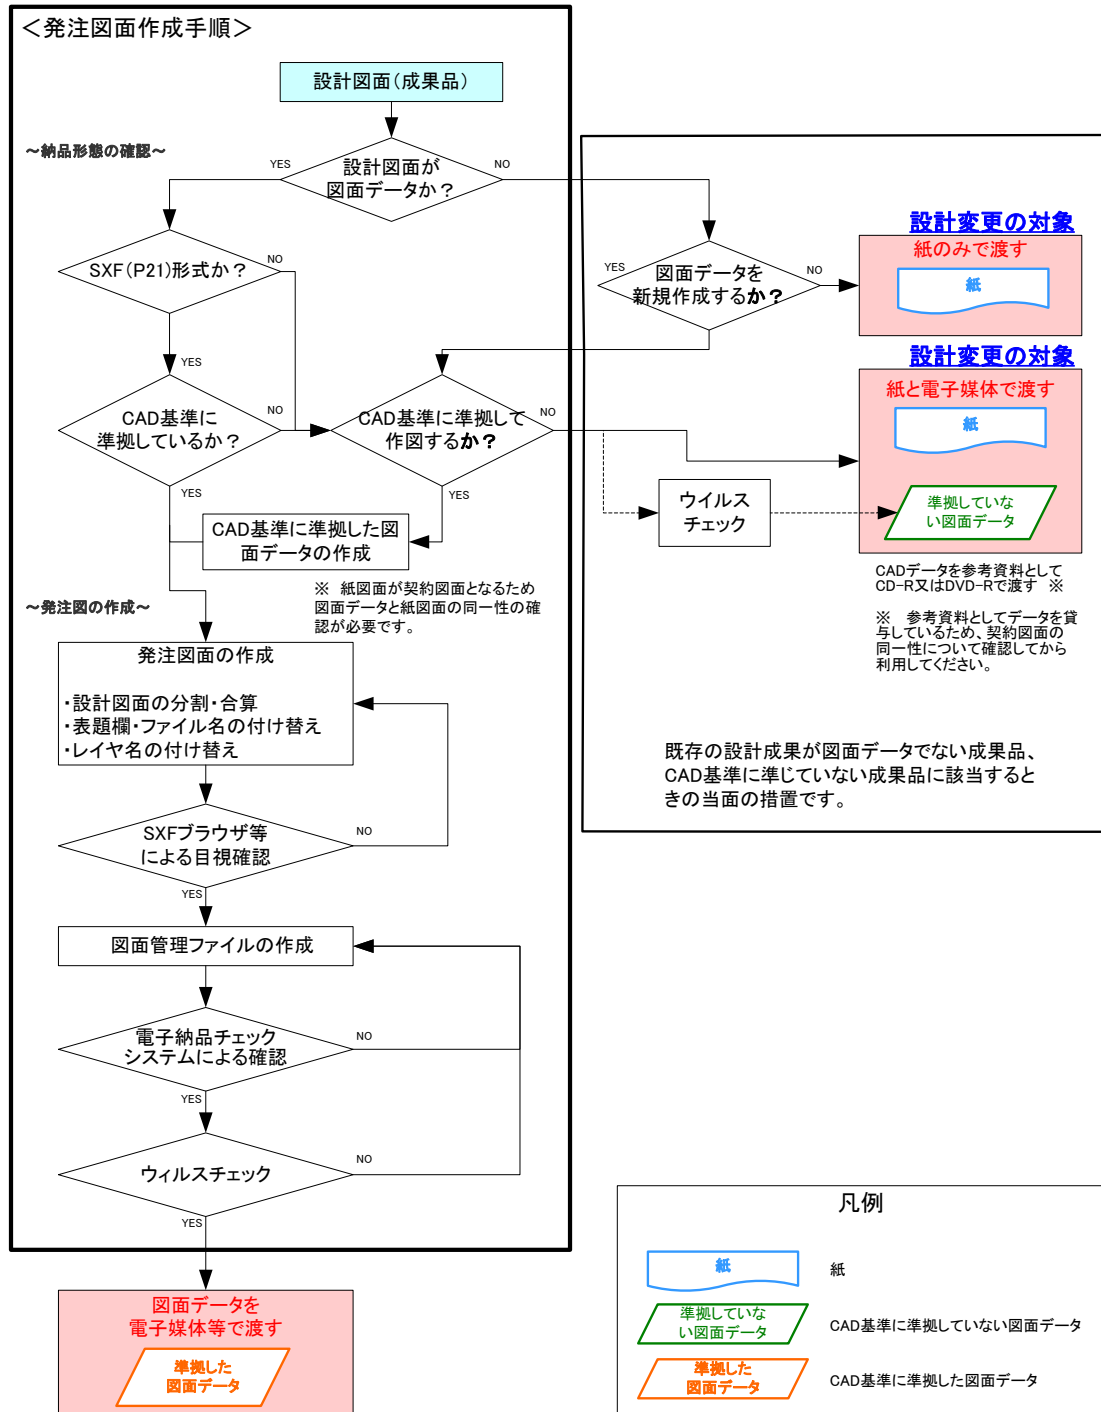 ＜発注図面作成手順＞
設計図面（成果品）
～納品形態の確認～
YES
設計図面が
図面データか？
NO
SXF（P21）形式か？
NO
YES
図面データを
新規作成するか？
NO
設計変更の対象
紙のみで渡す
紙
YES
CAD基準に
準拠しているか？
NO
CAD基準に準拠して
作図するか？
NO
設計変更の対象
紙と電子媒体で渡す
紙
YES
YES
CAD基準に準拠した図
面データの作成
ウイルス
チェック
準拠していな
い図面データ
※　紙図面が契約図面となるため
図面データと紙図面の同一性の確
認が必要です。
CADデータを参考資料として
CD-R又はDVD-Rで渡す　※
※　参考資料としてデータを貸
与しているため、契約図面の
同一性について確認してから
利用してください。
～発注図の作成～
発注図面の作成
・設計図面の分割・合算
・表題欄・ファイル名の付け替え
・レイヤ名の付け替え
既存の設計成果が図面データでない成果品、
CAD基準に準じていない成果品に該当すると
きの当面の措置です。
SXFブラウザ等
による目視確認
NO
YES
図面管理ファイルの作成
電子納品チェック
システムによる確認
NO
YES
ウィルスチェック
NO
YES
図面データを
電子媒体等で渡す
準拠した
図面データ
凡例
紙
紙
準拠していな
い図面データ
CAD基準に準拠していない図面データ
準拠した
図面データ
CAD基準に準拠した図面データ